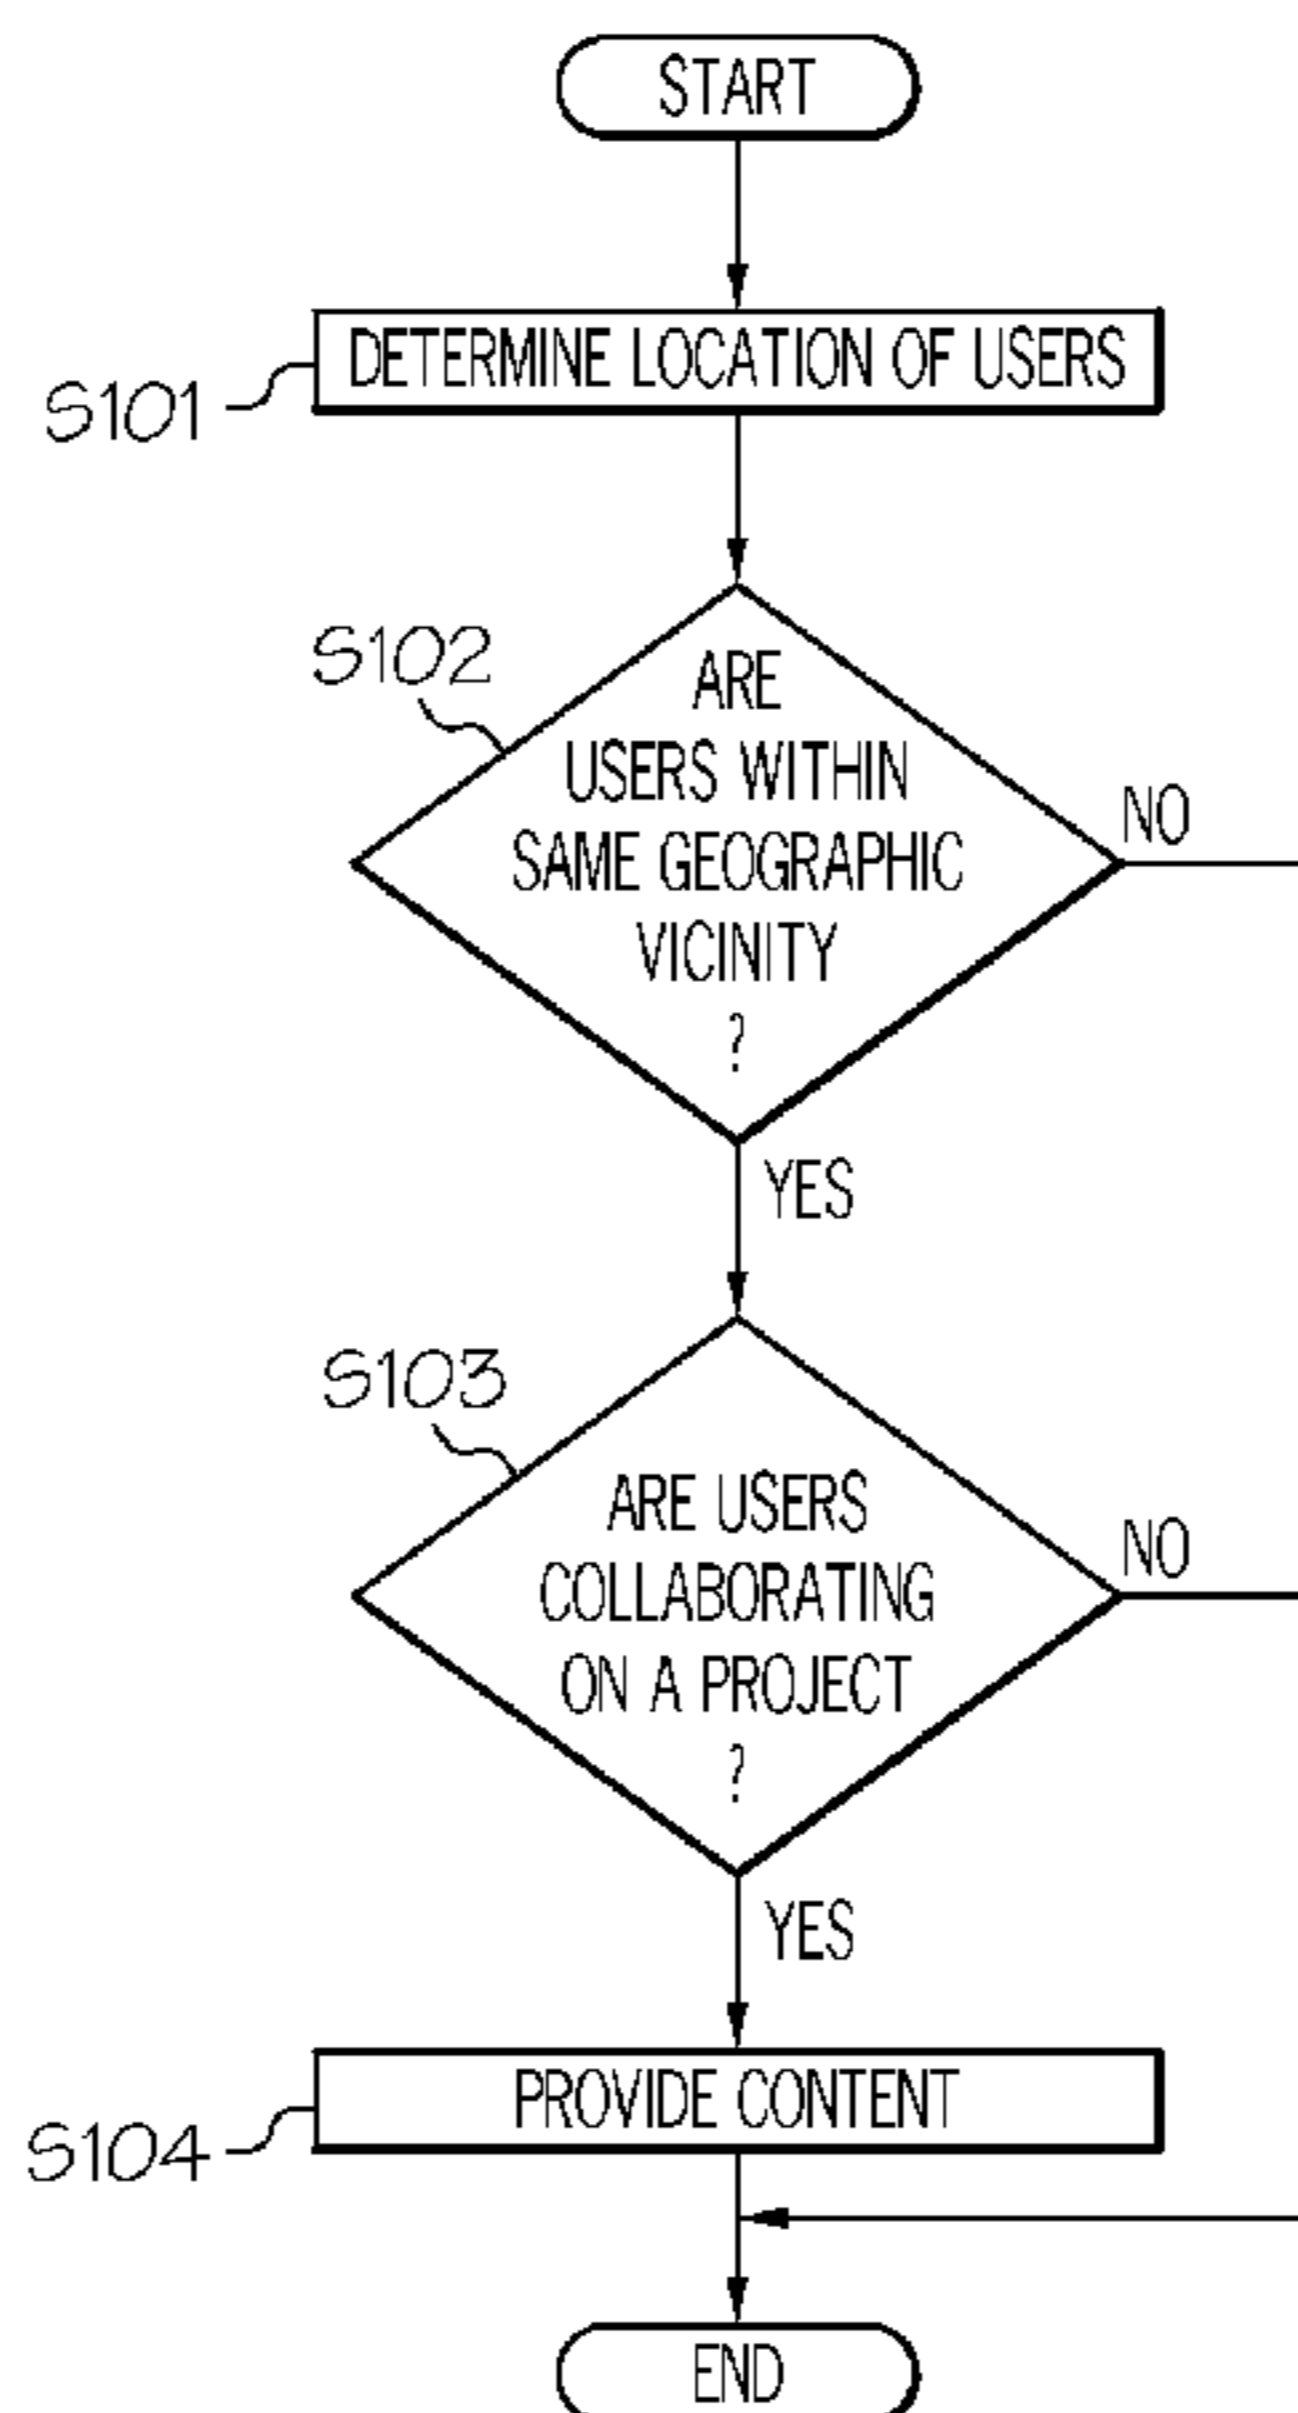 START
DETERMINE LOCATION OF USERS
S101
S102
ARE
USERS WITHIN
SAME GEOGRAPHIC
VICINITY
?
NO
YES
S103
ARE USERS
COLLABORATING
ON A PROJECT
?
NO
YES
PROVIDE CONTENT
S104
END